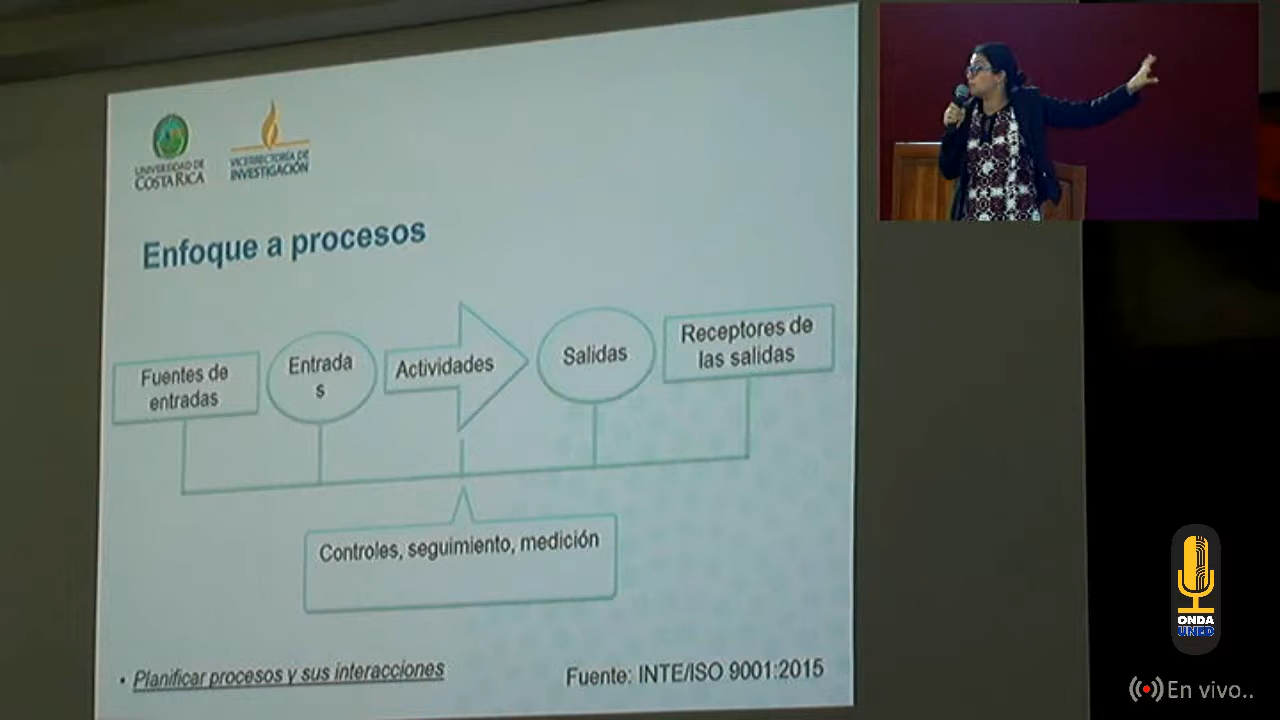 UNIVERSIDAD DE
COSTA RICA
VICERRECTORÍA DE
INVESTIGACIÓN
Enfoque a procesos
Fuentes de
entradas
Entrada
s
Actividades
Salidas
Receptores de
las salidas
Controles, seguimiento, medición
• Planificar procesos y sus interacciones
Fuente: INTE/ISO 9001:2015
ONDA
UNED
En vivo..